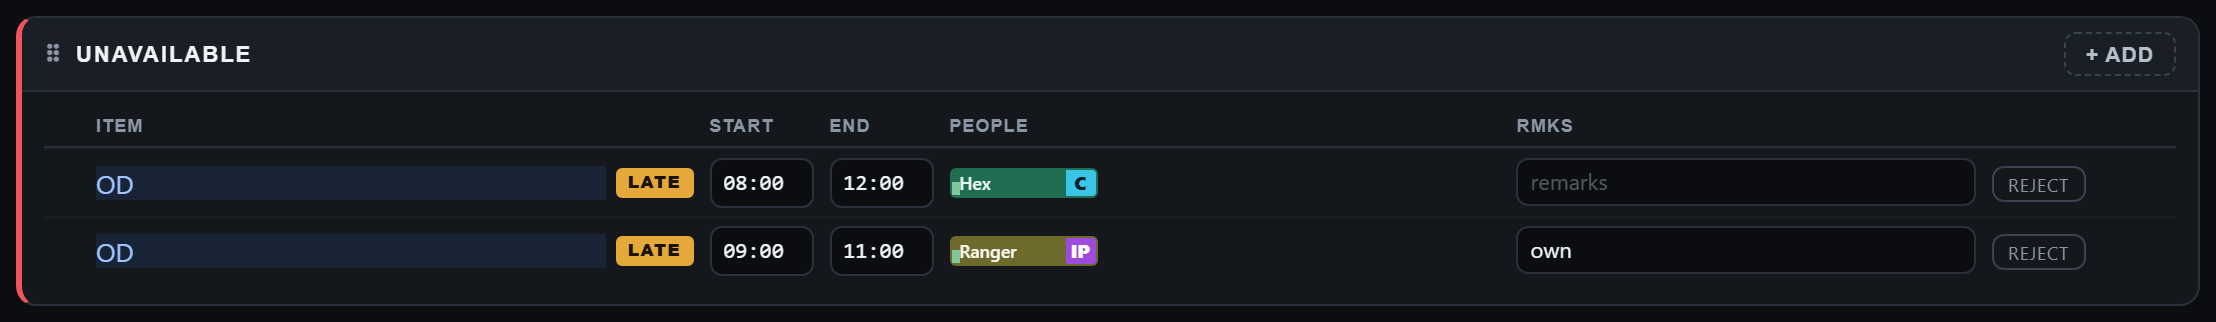 UNAVAILABLE + ADD
ITEM START END PEOPLE RMKS
OD LATE 08:00 12:00 Hex C remarks REJECT
OD LATE 09:00 11:00 Ranger IP own REJECT